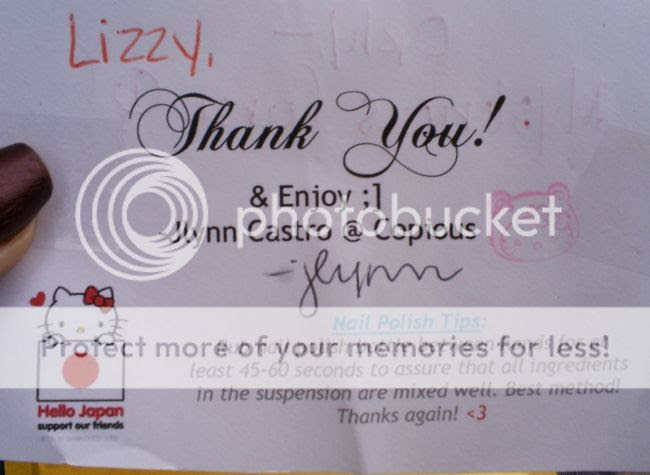 Lizzy,
Thank You!
& Enjoy ;]
-Jlynn Castro @ Copious
photobucket
-jlynn
Nail Polish Tips:
Protect more of your memories for less!
least 45-60 seconds to assure that all ingredients
in the suspension are mixed well. Best method!
Thanks again! <3
Hello Japan
support our friends